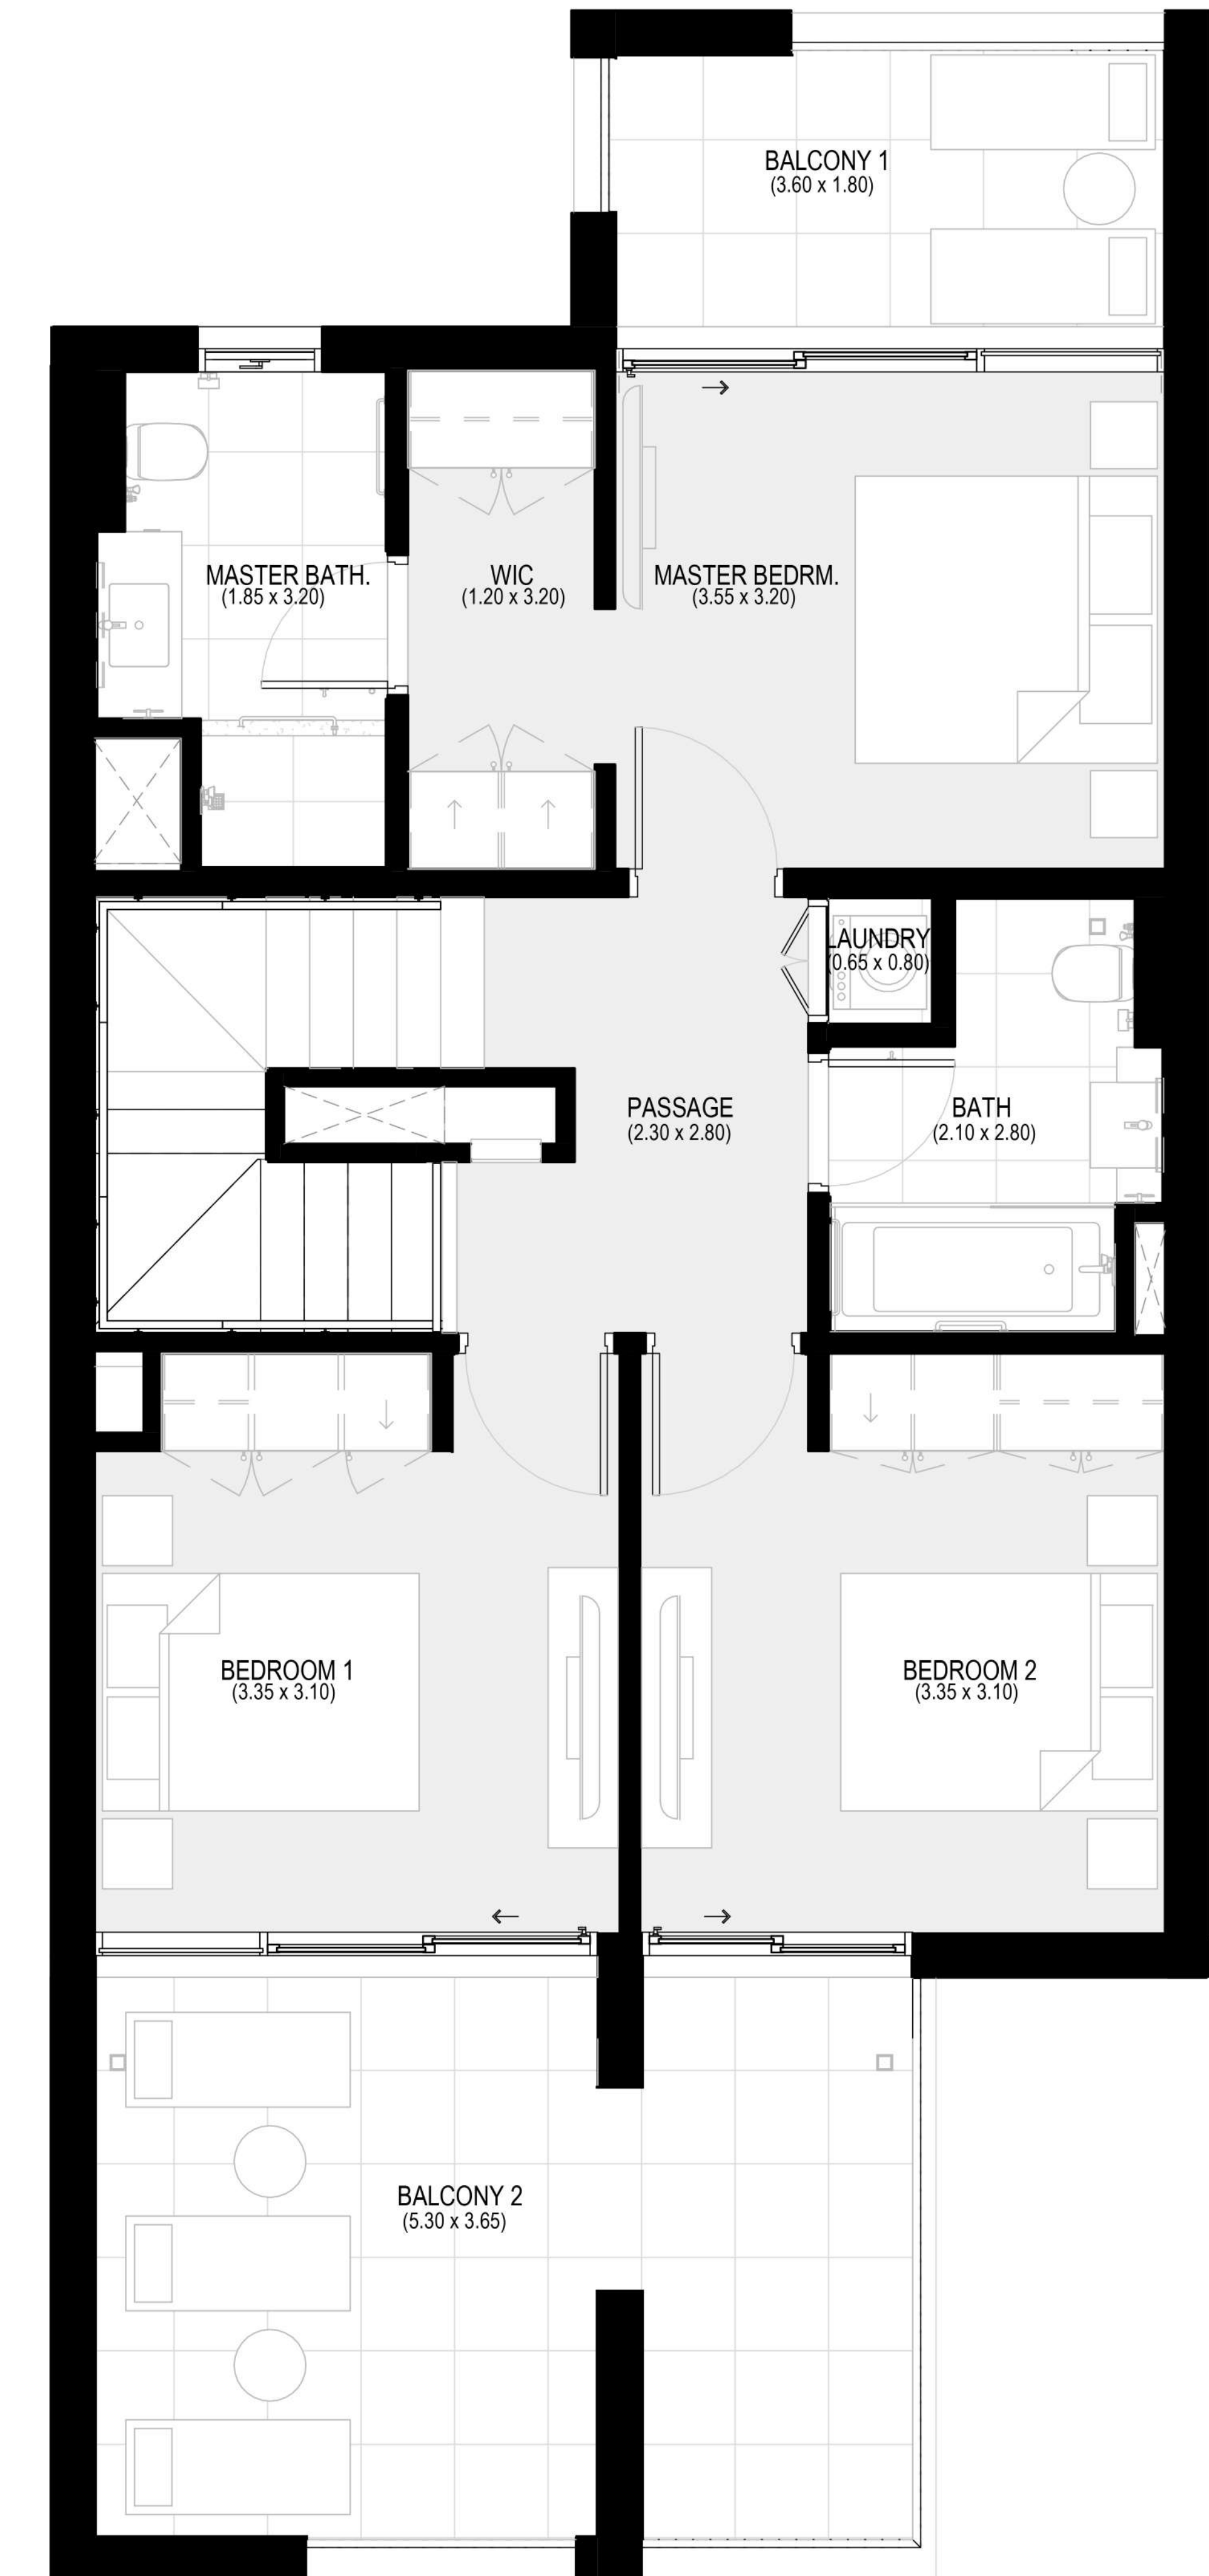 BALCONY 1
(3.60 x 1.80)
MASTER BATH.
(1.85 x 3.20)
WIC
(1.20 x 3.20)
MASTER BEDRM.
(3.55 x 3.20)
LAUNDRY
(0.65 x 0.80)
PASSAGE
(2.30 x 2.80)
BATH
(2.10 x 2.80)
BEDROOM 1
(3.35 x 3.10)
BEDROOM 2
(3.35 x 3.10)
BALCONY 2
(5.30 x 3.65)